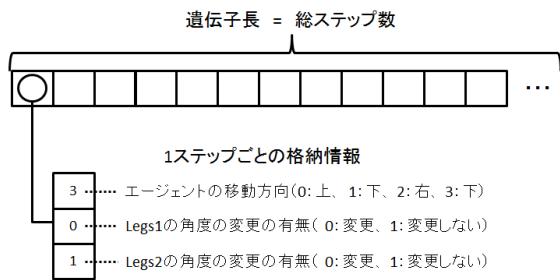 遺伝子長 = 総ステップ数
…
1ステップごとの格納情報
3 ⋯⋯ エージェントの移動方向(0: 上、 1: 下、 2: 右、 3: 下)
0 ⋯⋯ Legs1の角度の変更の有無( 0: 変更、 1: 変更しない)
1 ⋯⋯ Legs2の角度の変更の有無( 0: 変更、 1: 変更しない)